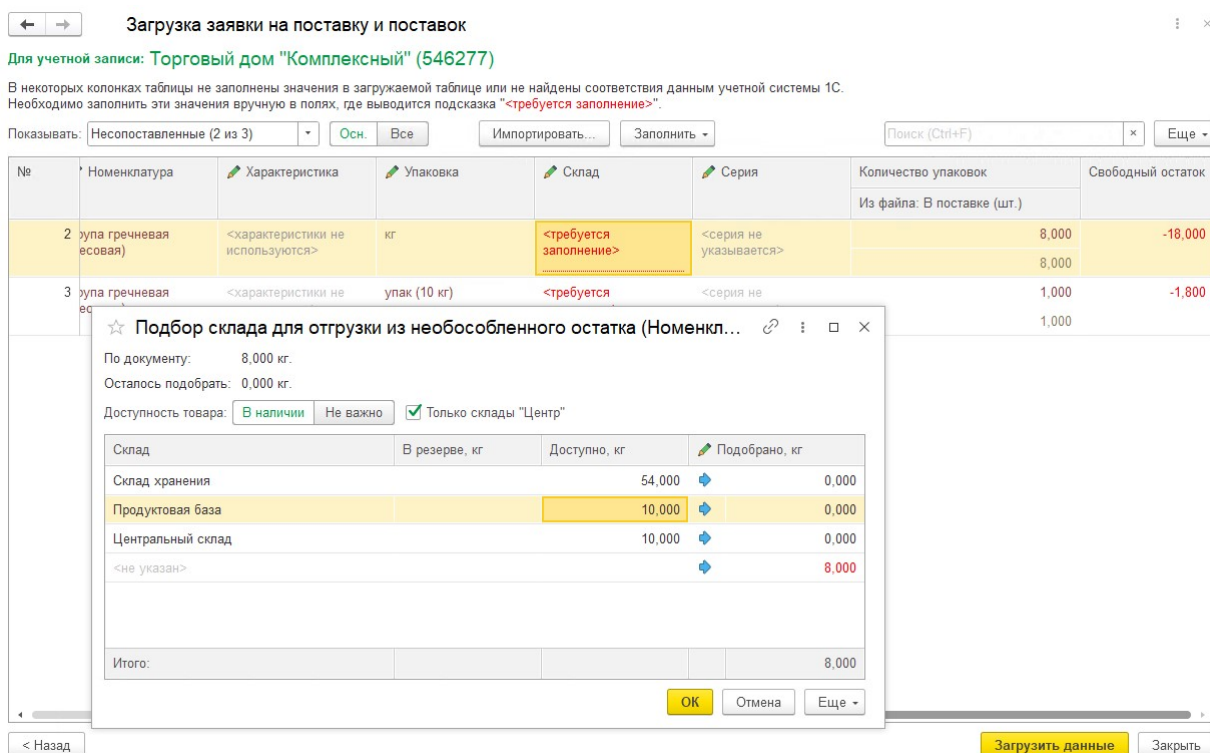 Загрузка заявки на поставку и поставок
Для учетной записи: Торговый дом "Комплексный" (546277)
В некоторых колонках таблицы не заполнены значения в загружаемой таблице или не найдены соответствия данным учетной системы 1С.
Необходимо заполнить эти значения вручную в полях, где выводится подсказка "<требуется заполнение>".
Показывать: Несопоставленные (2 из 3) Осн. Все Импортировать... Заполнить Поиск (Ctrl+F) × Еще
№ Номенклатура Характеристика Упаковка Склад Серия Количество упаковок Свободный остаток
Из файла: В поставке (шт.)
2 рупа гречневая <характеристики не кг <требуется <серия не 8,000 -18,000
есовая) используются> заполнение> указывается> 8,000
3 рупа гречневая <характеристики не упак (10 кг) <требуется <серия не 1,000 -1,800
1,000
Подбор склада для отгрузки из необособленного остатка (Номенкл...
По документу: 8,000 кг.
Осталось подобрать: 0,000 кг.
Доступность товара: В наличии Не важно Только склады "Центр"
Склад В резерве, кг Доступно, кг Подобрано, кг
Склад хранения 54,000 0,000
Продуктовая база 10,000 0,000
Центральный склад 10,000 0,000
<не указан> 8,000
Итого: 8,000
ОК Отмена Еще
< Назад Загрузить данные Закрыть